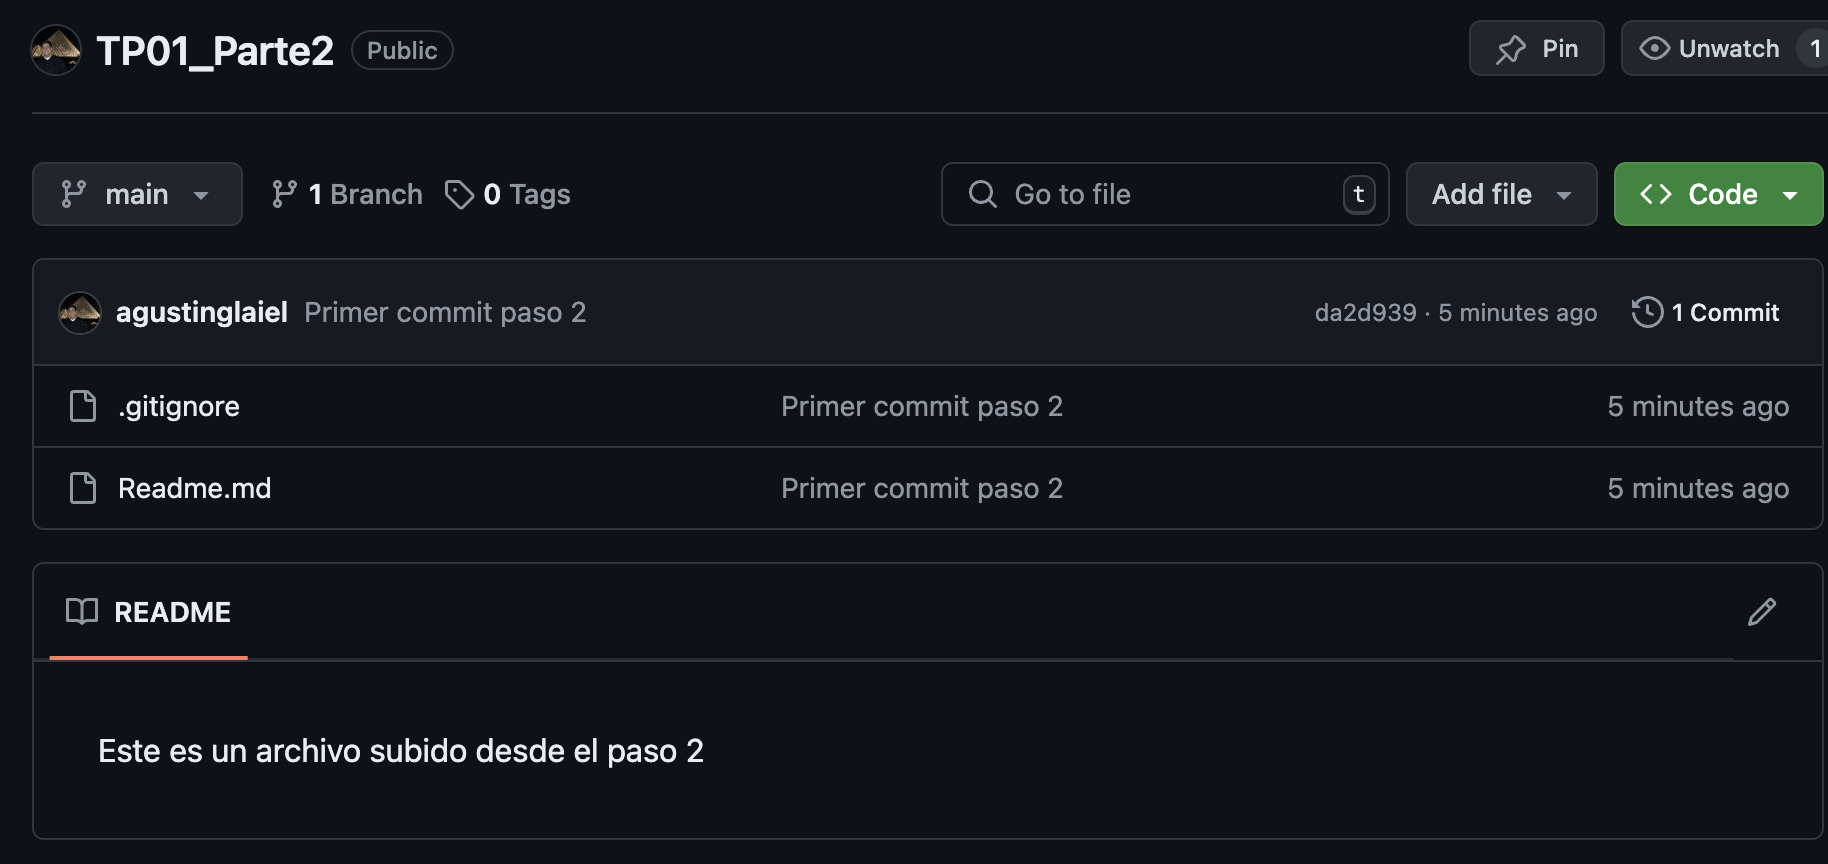 TP01_Parte2 Public Pin Unwatch 1
main 1 Branch 0 Tags Go to file t Add file Code
agustinglaiel Primer commit paso 2 da2d939 · 5 minutes ago 1 Commit
.gitignore Primer commit paso 2 5 minutes ago
Readme.md Primer commit paso 2 5 minutes ago
README
Este es un archivo subido desde el paso 2